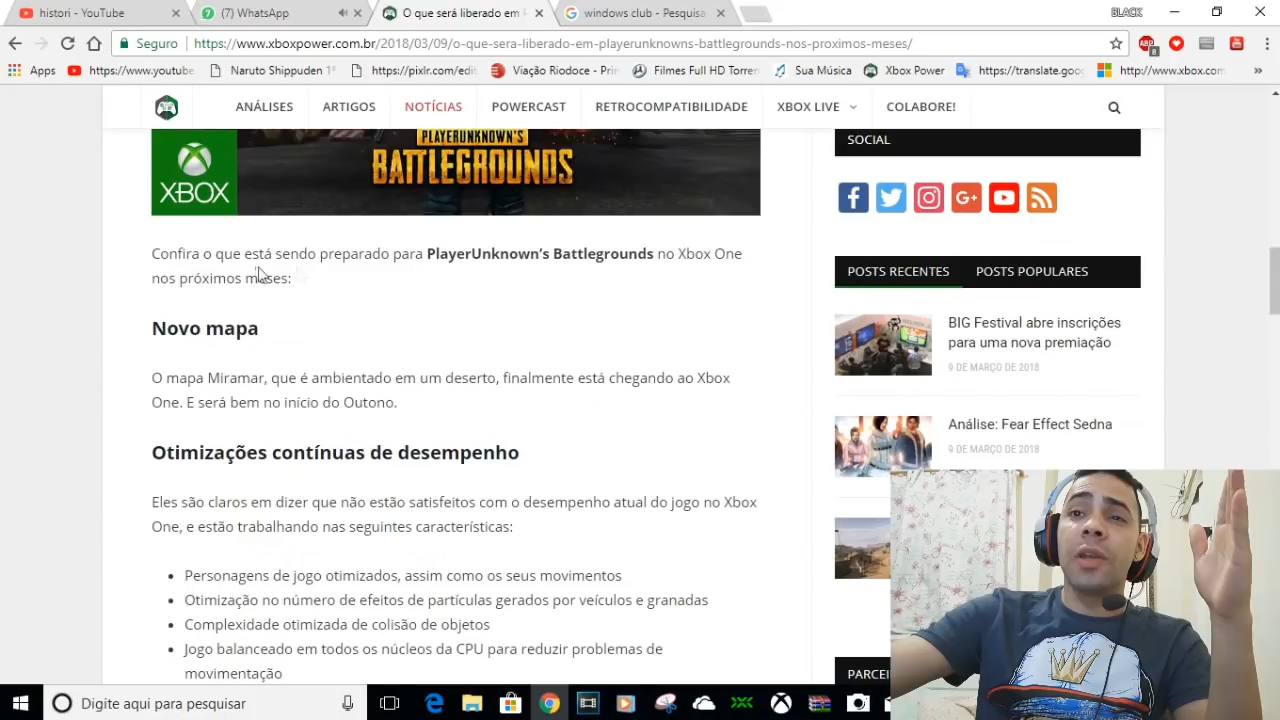 histori - YouTube
(7) WhatsApp
O que será liberado em
windows club - Pesquisa
BLACK
Seguro
https://www.xboxpower.com.br/2018/03/09/o-que-sera-liberado-em-playerunknowns-battlegrounds-nos-proximos-meses/
ABP
8
Apps
https://www.youtube
Naruto Shippuden 1ª
https://pixlr.com/edit
Viação Riodoce - Prin
Filmes Full HD Torren
Sua Música
Xbox Power
https://translate.goog
http://www.xbox.com
ANÁLISES
ARTIGOS
NOTÍCIAS
POWERCAST
RETROCOMPATIBILIDADE
XBOX LIVE
COLABORE!
XBOX
PLAYERUNKNOWN'S
BATTLEGROUNDS
SOCIAL
Confira o que está sendo preparado para PlayerUnknown's Battlegrounds no Xbox One
nos próximos meses:
POSTS RECENTES
POSTS POPULARES
BIG Festival abre inscrições
para uma nova premiação
9 DE MARÇO DE 2018
Novo mapa
O mapa Miramar, que é ambientado em um deserto, finalmente está chegando ao Xbox
One. E será bem no início do Outono.
Análise: Fear Effect Sedna
9 DE MARÇO DE 2018
Otimizações contínuas de desempenho
Eles são claros em dizer que não estão satisfeitos com o desempenho atual do jogo no Xbox
One, e estão trabalhando nas seguintes características:
Personagens de jogo otimizados, assim como os seus movimentos
Otimização no número de efeitos de partículas gerados por veículos e granadas
Complexidade otimizada de colisão de objetos
Jogo balanceado em todos os núcleos da CPU para reduzir problemas de
movimentação
Digite aqui para pesquisar